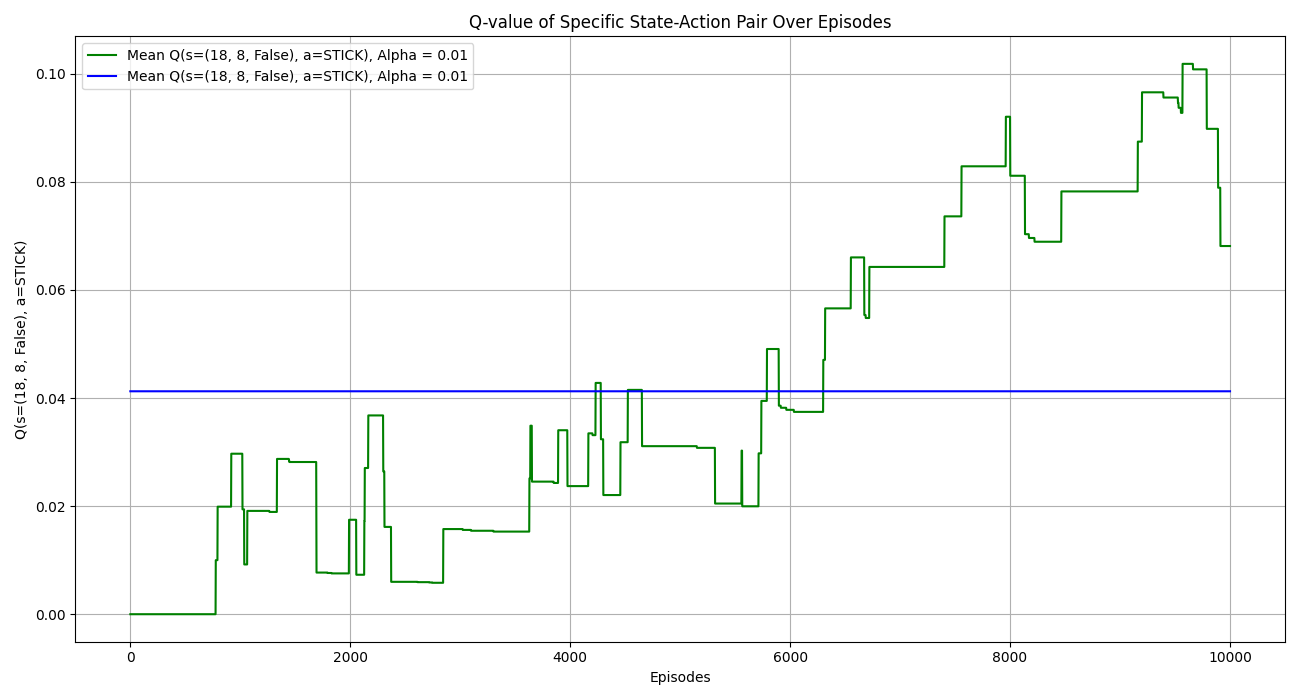 Q-value of Specific State-Action Pair Over Episodes
Mean Q(s=(18, 8, False), a=STICK), Alpha = 0.01
Mean Q(s=(18, 8, False), a=STICK), Alpha = 0.01
Q(s=(18, 8, False), a=STICK)
0.10
0.08
0.06
0.04
0.02
0.00
0 2000 4000 6000 8000 10000
Episodes